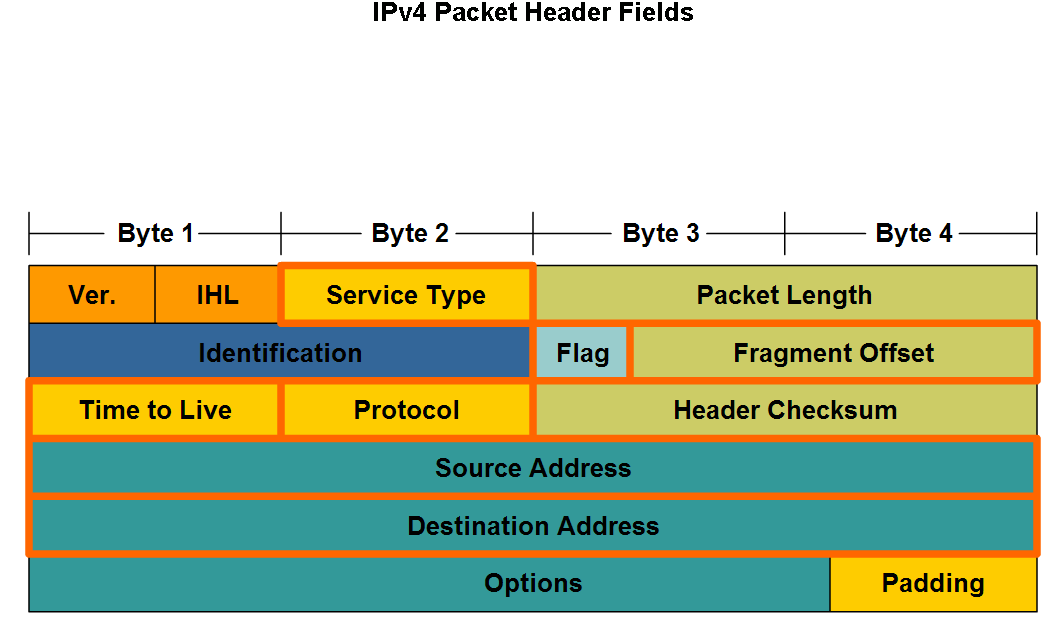 IPv4 Packet Header Fields
Byte 1 Byte 2 Byte 3 Byte 4
Ver. IHL Service Type Packet Length
Identification Flag Fragment Offset
Time to Live Protocol Header Checksum
Source Address
Destination Address
Options Padding